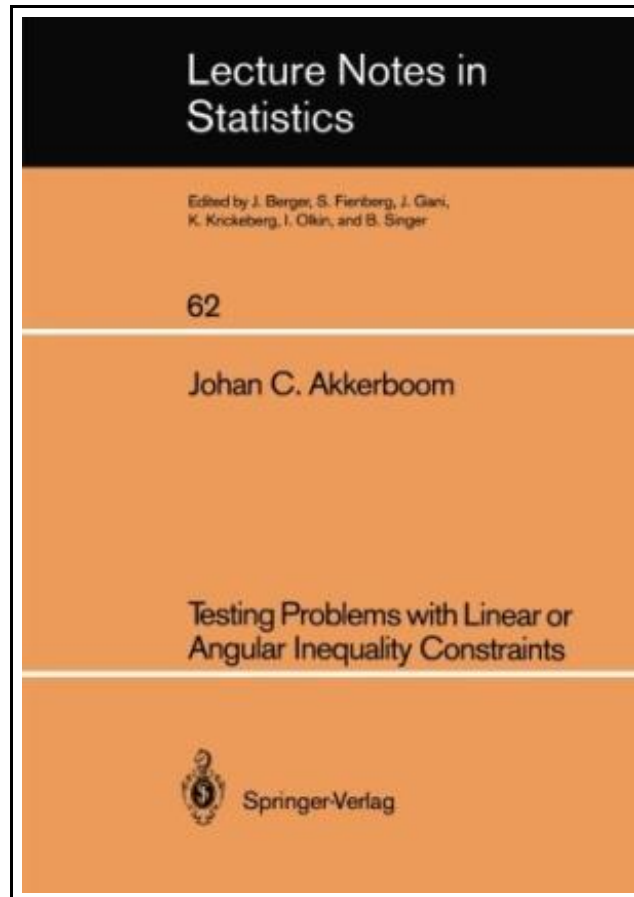 Lecture Notes in
Statistics
Edited by J. Berger, S. Fienberg, J. Gani,
K. Krickeberg, I. Olkin, and B. Singer
62
Johan C. Akkerboom
Testing Problems with Linear or
Angular Inequality Constraints
Springer-Verlag